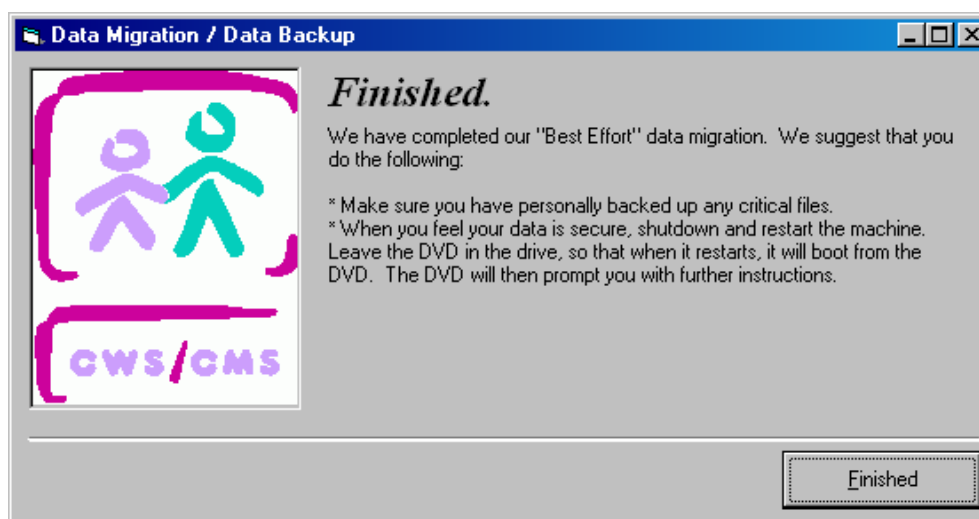 Data Migration / Data Backup
Finished.
We have completed our "Best Effort" data migration.  We suggest that you
do the following:
* Make sure you have personally backed up any critical files.
* When you feel your data is secure, shutdown and restart the machine.
Leave the DVD in the drive, so that when it restarts, it will boot from the
DVD.  The DVD will then prompt you with further instructions.
CWS/CMS
Finished